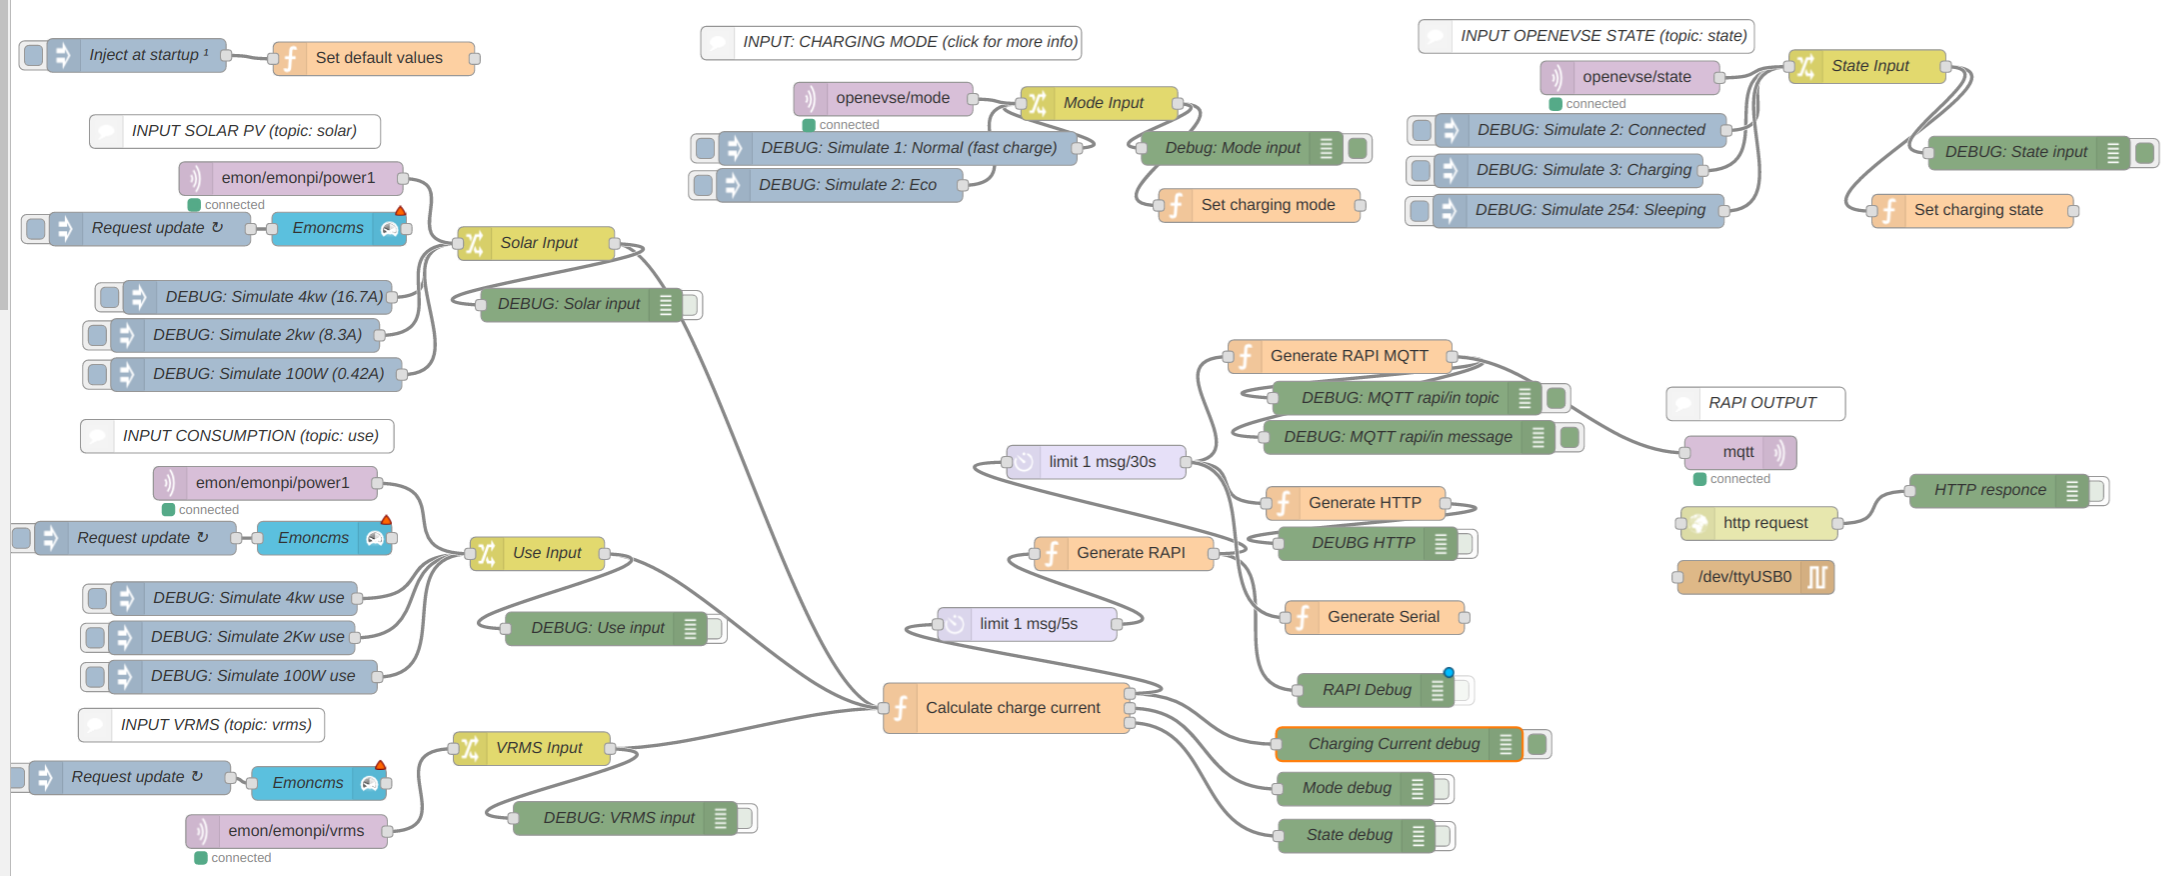 Inject at startup ¹
Set default values
INPUT SOLAR PV (topic: solar)
emon/emonpi/power1
connected
Request update ↻
Emoncms
Solar Input
DEBUG: Simulate 4kw (16.7A)
DEBUG: Solar input
DEBUG: Simulate 2kw (8.3A)
DEBUG: Simulate 100W (0.42A)
INPUT CONSUMPTION (topic: use)
emon/emonpi/power1
connected
Request update ↻
Emoncms
Use Input
DEBUG: Simulate 4kw use
DEBUG: Use input
DEBUG: Simulate 2Kw use
DEBUG: Simulate 100W use
INPUT VRMS (topic: vrms)
VRMS Input
Request update ↻
Emoncms
DEBUG: VRMS input
emon/emonpi/vrms
connected
INPUT: CHARGING MODE (click for more info)
openevse/mode
connected
Mode Input
DEBUG: Simulate 1: Normal (fast charge)
Debug: Mode input
DEBUG: Simulate 2: Eco
Set charging mode
INPUT OPENEVSE STATE (topic: state)
openevse/state
connected
State Input
DEBUG: Simulate 2: Connected
DEBUG: State input
DEBUG: Simulate 3: Charging
DEBUG: Simulate 254: Sleeping
Set charging state
Generate RAPI MQTT
DEBUG: MQTT rapi/in topic
DEBUG: MQTT rapi/in message
limit 1 msg/30s
Generate HTTP
DEUBG HTTP
Generate RAPI
Generate Serial
limit 1 msg/5s
RAPI Debug
Calculate charge current
Charging Current debug
Mode debug
State debug
RAPI OUTPUT
mqtt
connected
HTTP responce
http request
/dev/ttyUSB0